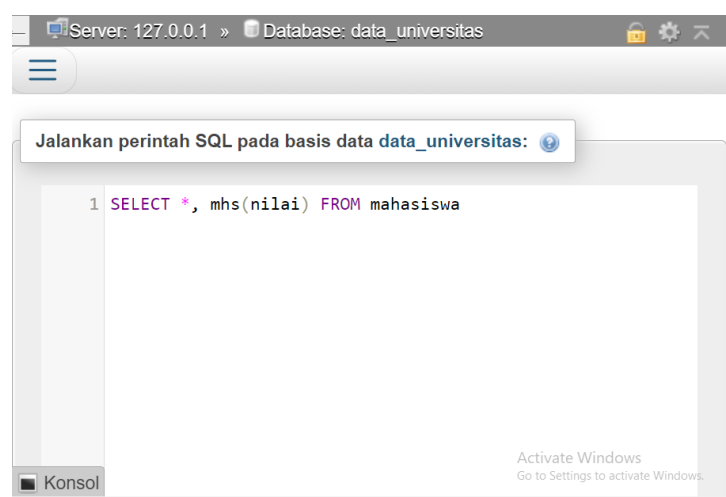 Server: 127.0.0.1 » Database: data_universitas
Jalankan perintah SQL pada basis data data_universitas:
1 SELECT *, mhs(nilai) FROM mahasiswa
Activate Windows
Go to Settings to activate Windows.
Konsol